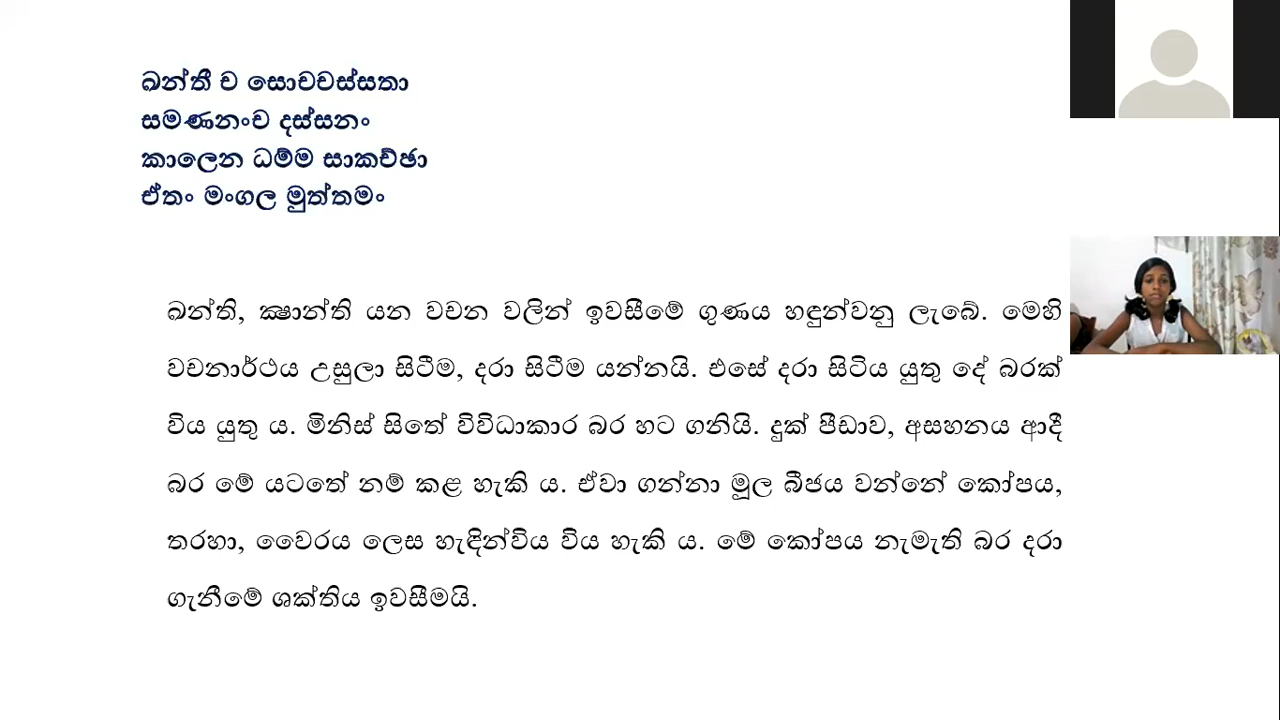 ඛන්තී ච සොවචස්සතා
සමණනංච දස්සනං
කාලෙන ධම්ම සාකච්ඡා
ඒතං මංගල මුත්තමං
ඛන්ති, ක්‍ෂාන්ති යන වචන වලින් ඉවසීමේ ගුණය හඳුන්වනු ලැබේ. මෙහි
වචනාර්ථය උසුලා සිටීම, දරා සිටීම යන්නයි. එසේ දරා සිටිය යුතු දේ බරක්
විය යුතු ය. මිනිස් සිතේ විවිධාකාර බර හට ගනියි. දුක් පීඩාව, අසහනය ආදී
බර මේ යටතේ නම් කළ හැකි ය. ඒවා ගන්නා මූල බීජය වන්නේ කෝපය,
තරහා, වෛරය ලෙස හැඳින්විය විය හැකි ය. මේ කෝපය නැමැති බර දරා
ගැනීමේ ශක්තිය ඉවසීමයි.